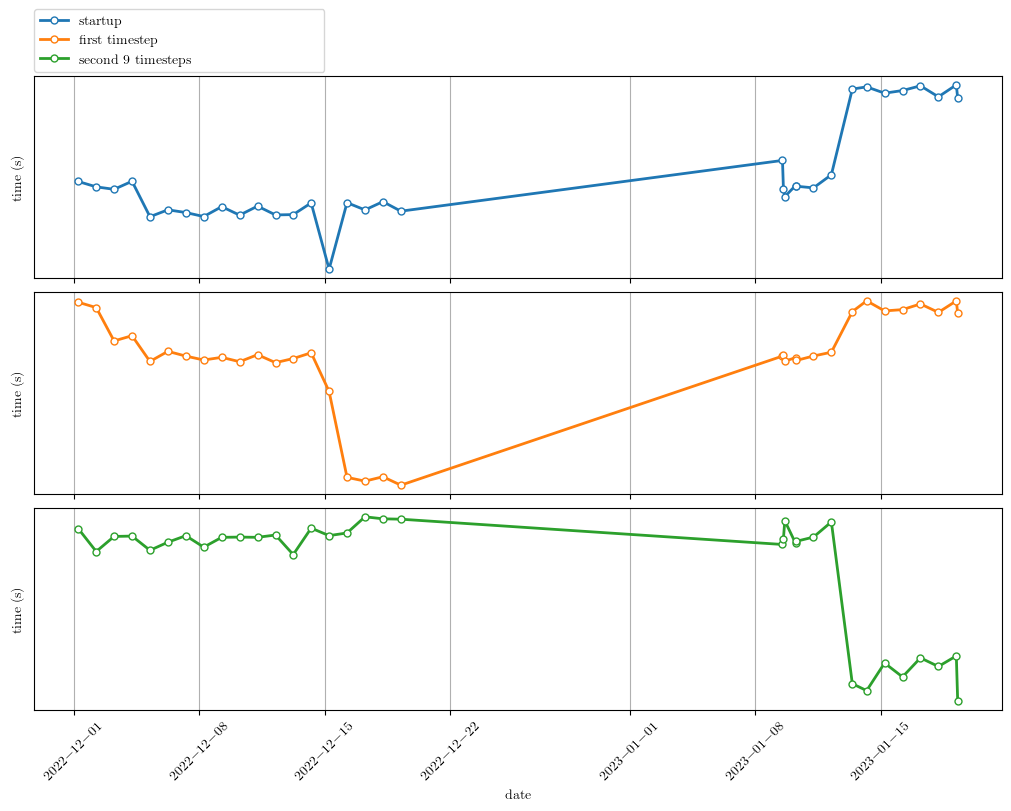 startup
first timestep
second 9 timesteps
time (s)
time (s)
time (s)
2022−12−01
2022−12−08
2022−12−15
2022−12−22
2023−01−01
2023−01−08
2023−01−15
date